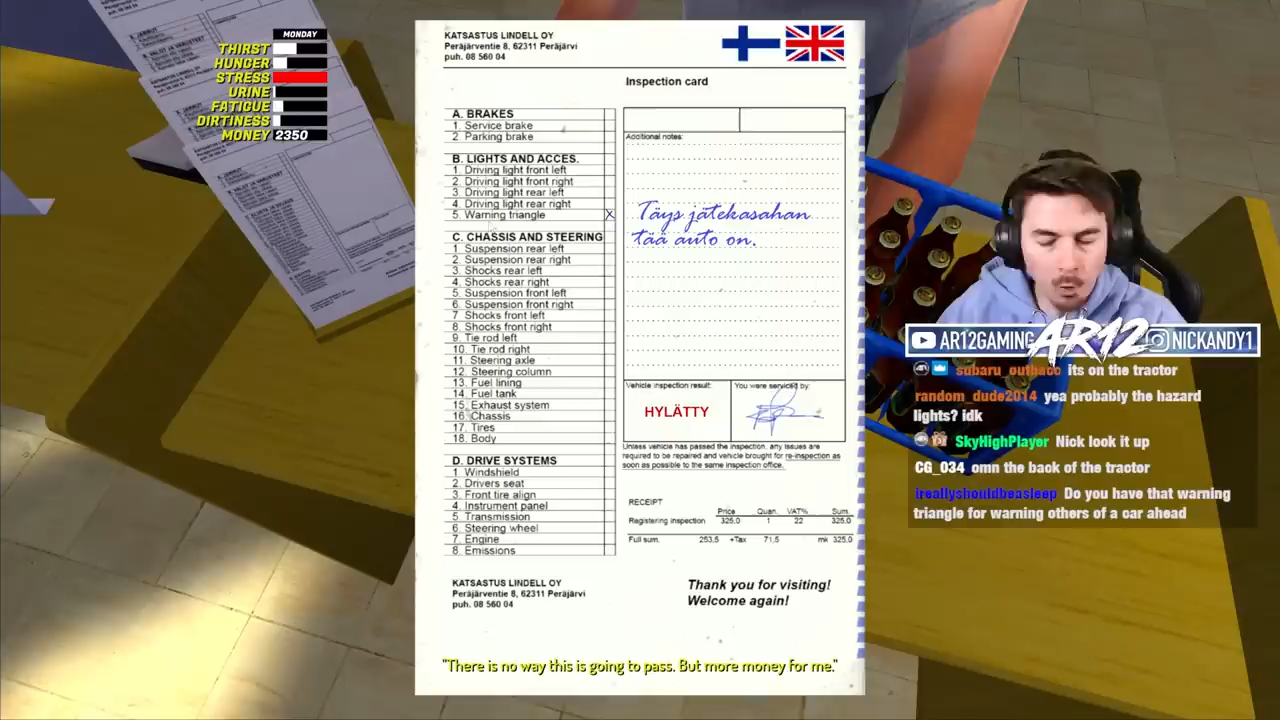 MONDAY
THIRST
HUNGER
STRESS
URINE
FATIGUE
DIRTINESS
MONEY 2350
KATSASTUS LINDELL OY
Peräjärventie 8, 62311 Peräjärvi
puh. 08 560 04
Inspection card
A. BRAKES
1. Service brake
2. Parking brake
B. LIGHTS AND ACCES.
1. Driving light front left
2. Driving light front right
3. Driving light rear left
4. Driving light rear right
5. Warning triangle X
C. CHASSIS AND STEERING
1. Suspension rear left
2. Suspension rear right
3. Shocks rear left
4. Shocks rear right
5. Suspension front left
6. Suspension front right
7. Shocks front left
8. Shocks front right
9. Tie rod left
10. Tie rod right
11. Steering axle
12. Steering column
13. Fuel lining
14. Fuel tank
15. Exhaust system
16. Chassis
17. Tires
18. Body
D. DRIVE SYSTEMS
1. Windshield
2. Drivers seat
3. Front tire align
4. Instrument panel
5. Transmission
6. Steering wheel
7. Engine
8. Emissions
Additional notes:
Täys jätekasahan
tää auto on.
Vehicle inspection result:
HYLÄTTY
You were serviced by:
Unless vehicle has passed the inspection, any issues are
required to be repaired and vehicle brought for re-inspection as
soon as possible to the same inspection office.
RECEIPT
Price Quan. VAT% Sum.
Registering inspection 325,0 1 22 325,0
Full sum. 253,5 +Tax 71,5 mk 325,0
KATSASTUS LINDELL OY
Peräjärventie 8, 62311 Peräjärvi
puh. 08 560 04
Thank you for visiting!
Welcome again!
"There is no way this is going to pass. But more money for me."
AR12GAMING AR12 NICKANDY1
subaru_outbacc its on the tractor
random_dude2014 yea probably the hazard
lights? idk
SkyHighPlayer Nick look it up
CG_034 omn the back of the tractor
ireallyshouldbeasleep Do you have that warning
triangle for warning others of a car ahead